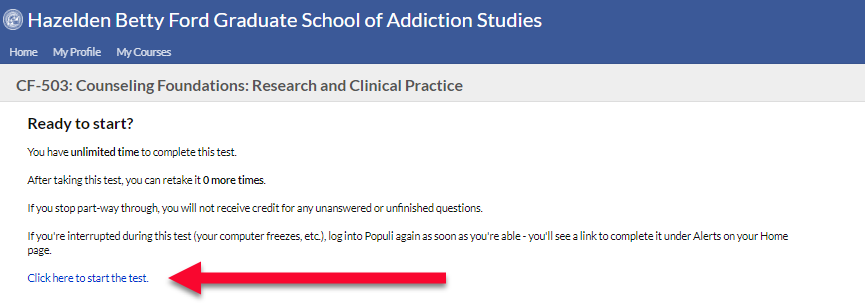 Hazelden Betty Ford Graduate School of Addiction Studies
Home My Profile My Courses
CF-503: Counseling Foundations: Research and Clinical Practice
Ready to start?
You have unlimited time to complete this test.
After taking this test, you can retake it 0 more times.
If you stop part-way through, you will not receive credit for any unanswered or unfinished questions.
If you're interrupted during this test (your computer freezes, etc.), log into Populi again as soon as you're able - you'll see a link to complete it under Alerts on your Home
page.
Click here to start the test.